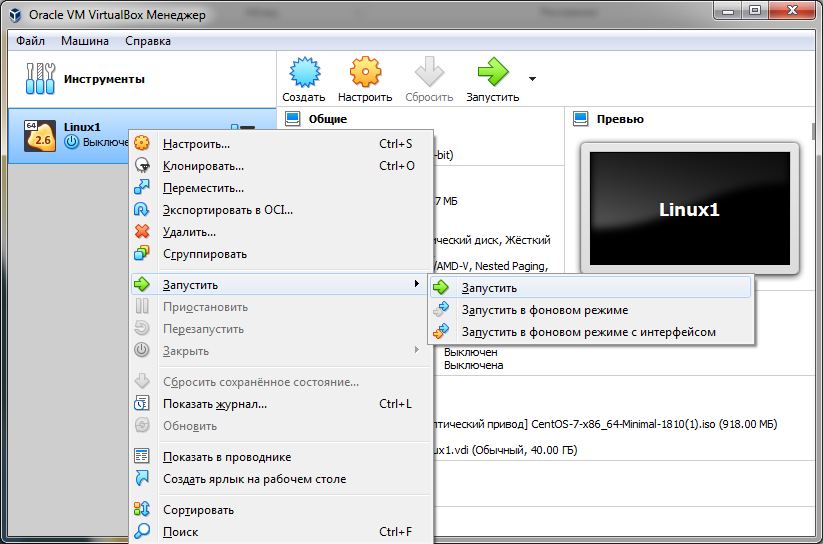 Oracle VM VirtualBox Менеджер
Файл Машина Справка
Инструменты
Создать Настроить Сбросить Запустить
64
2.6
Linux1
Выключе
Общие
Превью
Linux1
-bit)
7 МБ
ческий диск, Жёсткий
/AMD-V, Nested Paging,
Настроить... Ctrl+S
Клонировать... Ctrl+O
Переместить...
Экспортировать в OCI...
Удалить...
Сгруппировать
Запустить
Приостановить
Перезапустить
Закрыть
Сбросить сохранённое состояние...
Показать журнал... Ctrl+L
Обновить
Показать в проводнике
Создать ярлык на рабочем столе
Сортировать
Поиск Ctrl+F
Запустить
Запустить в фоновом режиме
Запустить в фоновом режиме с интерфейсом
Выключен
Выключена
птический привод] CentOS-7-x86_64-Minimal-1810(1).iso (918.00 МБ)
ux1.vdi (Обычный, 40.00 ГБ)